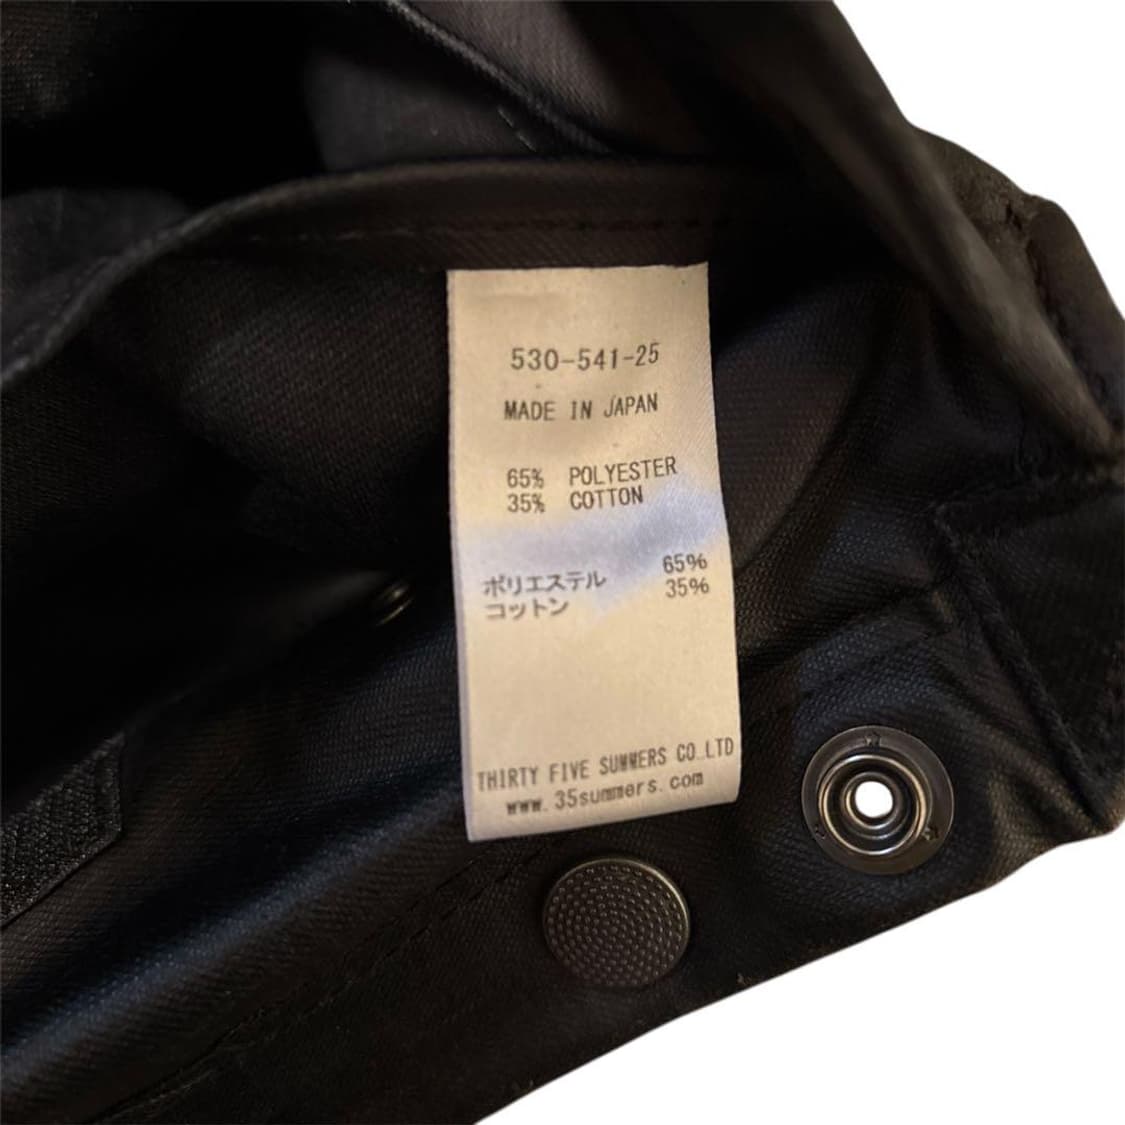 530-541-25
MADE IN JAPAN
65% POLYESTER
35% COTTON
ポリエステル 65%
コットン 35%
THIRTY FIVE SUMMERS CO.LTD
www.35summers.com